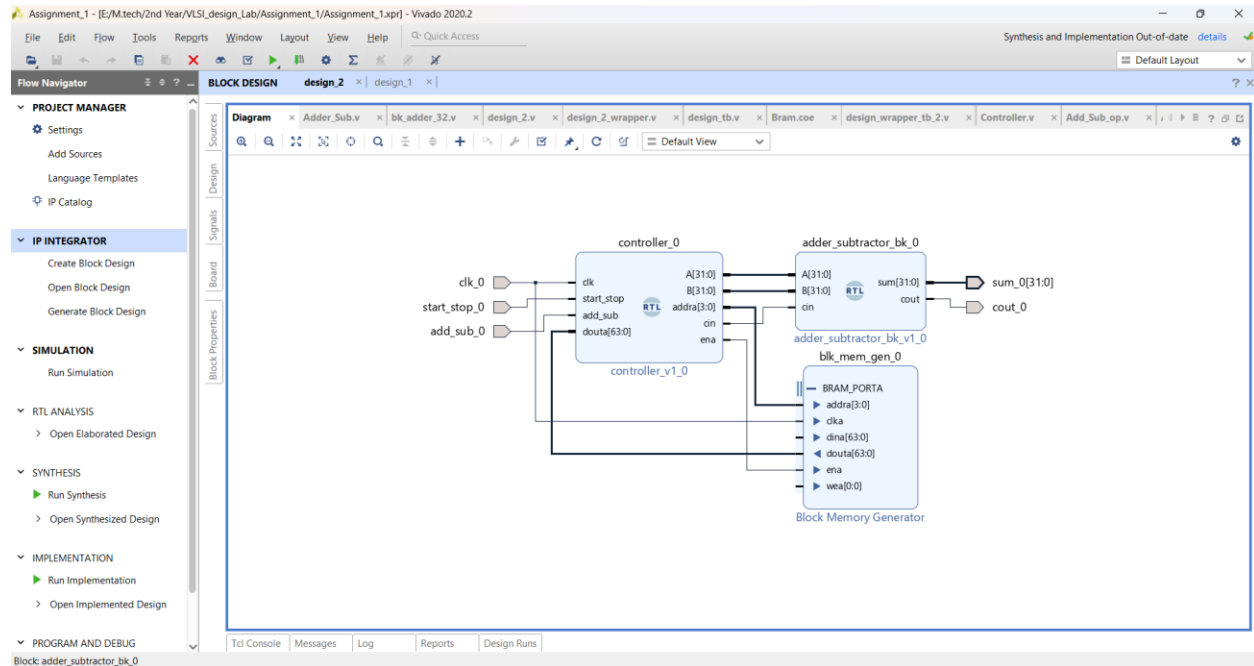 Assignment_1 - [E:/M.tech/2nd Year/VLSI_design_Lab/Assignment_1/Assignment_1.xpr] - Vivado 2020.2
File Edit Flow Tools Reports Window Layout View Help Quick Access Synthesis and Implementation Out-of-date details
Default Layout
Flow Navigator
BLOCK DESIGN design_2 design_1
PROJECT MANAGER
Settings
Add Sources
Language Templates
IP Catalog
IP INTEGRATOR
Create Block Design
Open Block Design
Generate Block Design
SIMULATION
Run Simulation
RTL ANALYSIS
Open Elaborated Design
SYNTHESIS
Run Synthesis
Open Synthesized Design
IMPLEMENTATION
Run Implementation
Open Implemented Design
PROGRAM AND DEBUG
Sources
Design
Signals
Board
Block Properties
Diagram Adder_Sub.v bk_adder_32.v design_2.v design_2_wrapper.v design_tb.v Bram.coe design_wrapper_tb_2.v Controller.v Add_Sub_op.v
Default View
clk_0
start_stop_0
add_sub_0
controller_0
clk
start_stop
add_sub
douta[63:0]
RTL
A[31:0]
B[31:0]
addra[3:0]
cin
ena
controller_v1_0
adder_subtractor_bk_0
A[31:0]
B[31:0]
cin
RTL
sum[31:0]
cout
adder_subtractor_bk_v1_0
sum_0[31:0]
cout_0
blk_mem_gen_0
BRAM_PORTA
addra[3:0]
clka
dina[63:0]
douta[63:0]
ena
wea[0:0]
Block Memory Generator
Tcl Console Messages Log Reports Design Runs
Block: adder_subtractor_bk_0